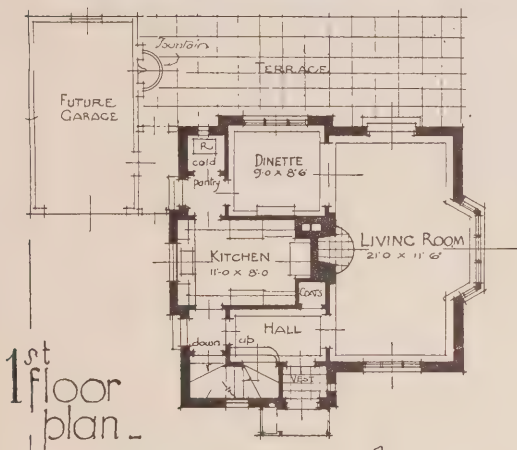 Fountain
TERRACE
FUTURE
GARAGE
R
cold
pantry
DINETTE
9-0 x 8-6
KITCHEN
11-0 x 8-0
LIVING ROOM
21-0 x 11-6
COATS
HALL
down
up
VEST
1st
floor
plan